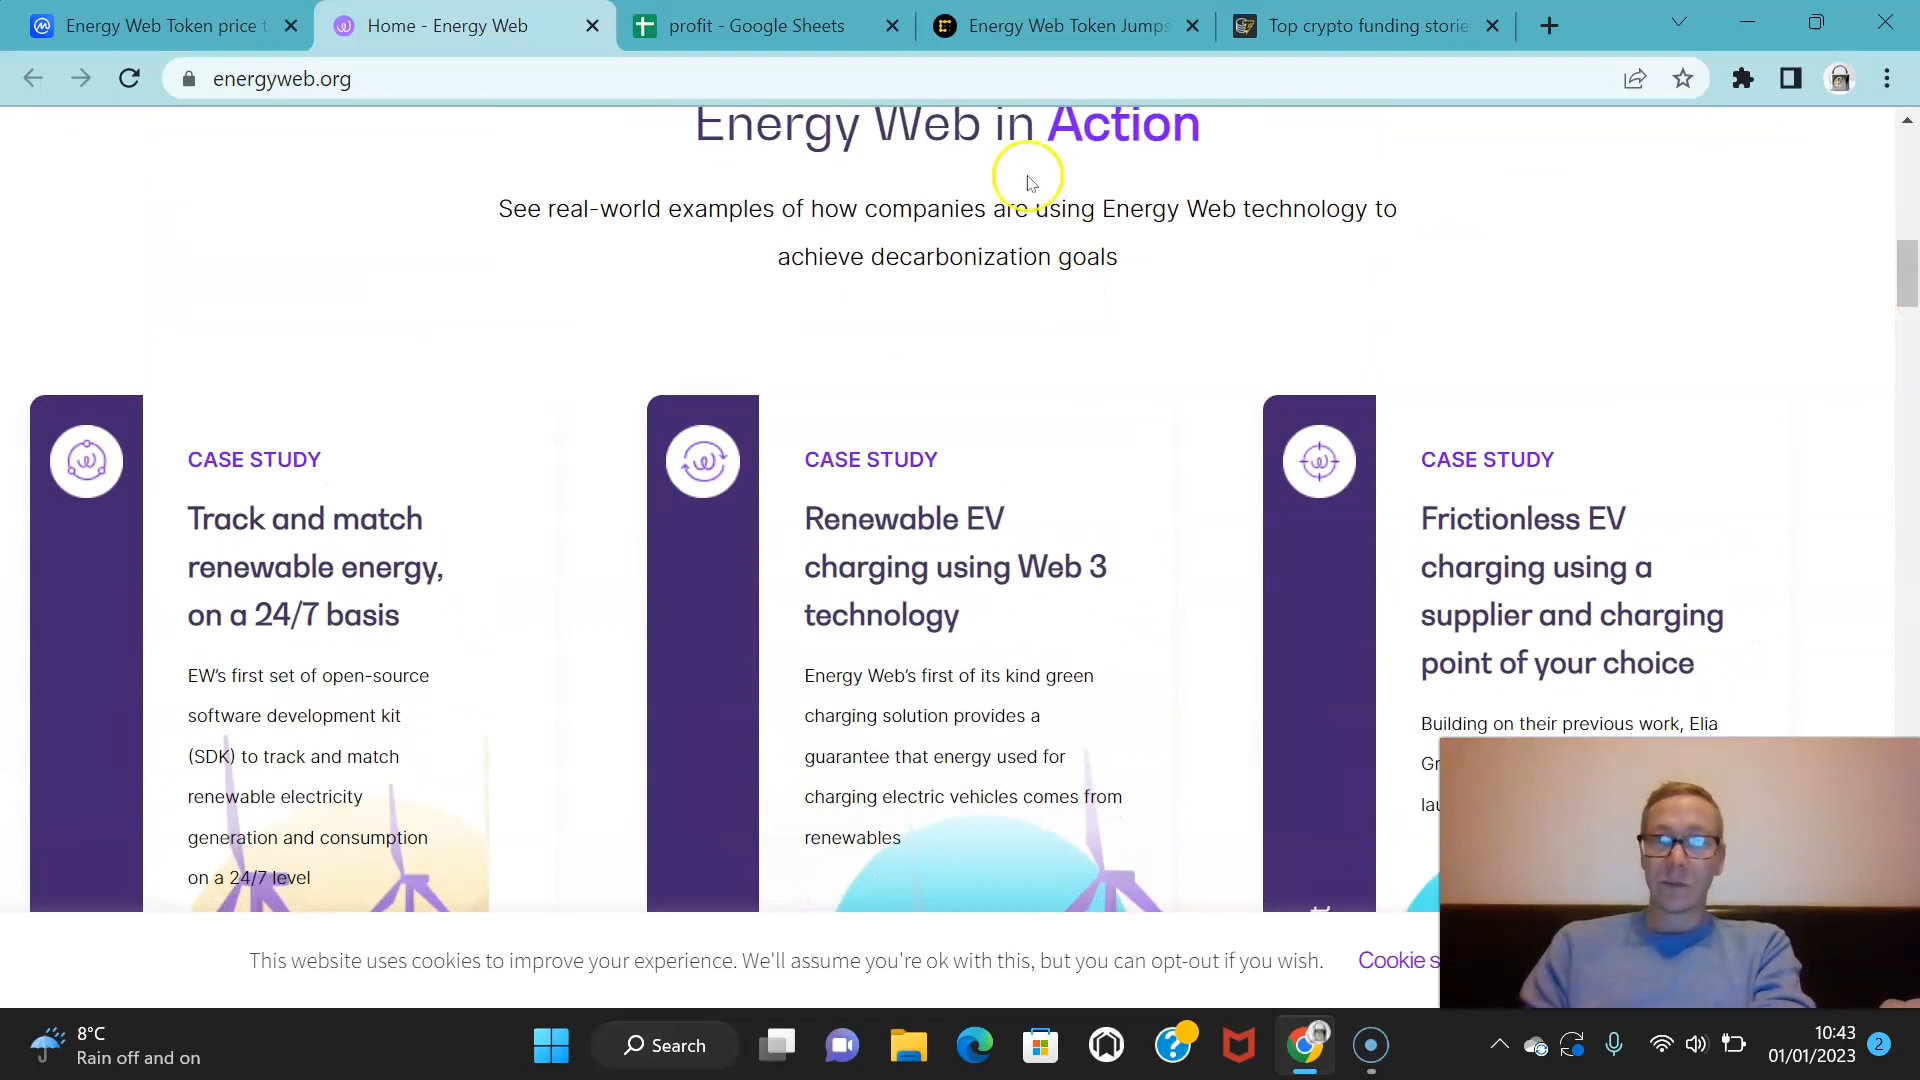 Energy Web Token price t
Home - Energy Web
profit - Google Sheets
Energy Web Token Jumps
Top crypto funding storie
energyweb.org
Energy Web in Action
See real-world examples of how companies are using Energy Web technology to
achieve decarbonization goals
CASE STUDY
Track and match
renewable energy,
on a 24/7 basis
EW's first set of open-source
software development kit
(SDK) to track and match
renewable electricity
generation and consumption
on a 24/7 level
CASE STUDY
Renewable EV
charging using Web 3
technology
Energy Web's first of its kind green
charging solution provides a
guarantee that energy used for
charging electric vehicles comes from
renewables
CASE STUDY
Frictionless EV
charging using a
supplier and charging
point of your choice
Building on their previous work, Elia
Gr
lau
This website uses cookies to improve your experience. We'll assume you're ok with this, but you can opt-out if you wish.
Cookie s
8°C
Rain off and on
Search
10:43
01/01/2023
2